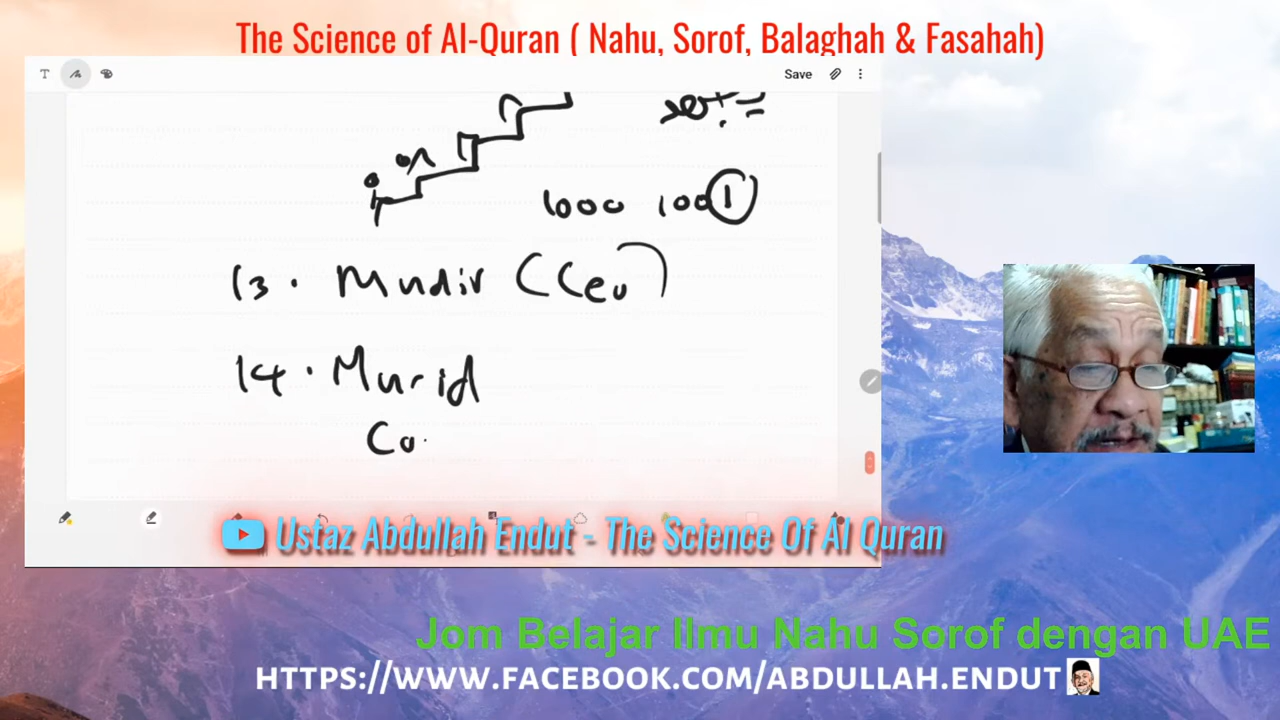 The Science of Al-Quran ( Nahu, Sorof, Balaghah & Fasahah)
T
Save
1000 100 1
13. Mudir (Ceo)
14. Murid
Co
Ustaz Abdullah Endut - The Science Of Al Quran
Jom Belajar Ilmu Nahu Sorof dengan UAE
HTTPS://WWW.FACEBOOK.COM/ABDULLAH.ENDUT